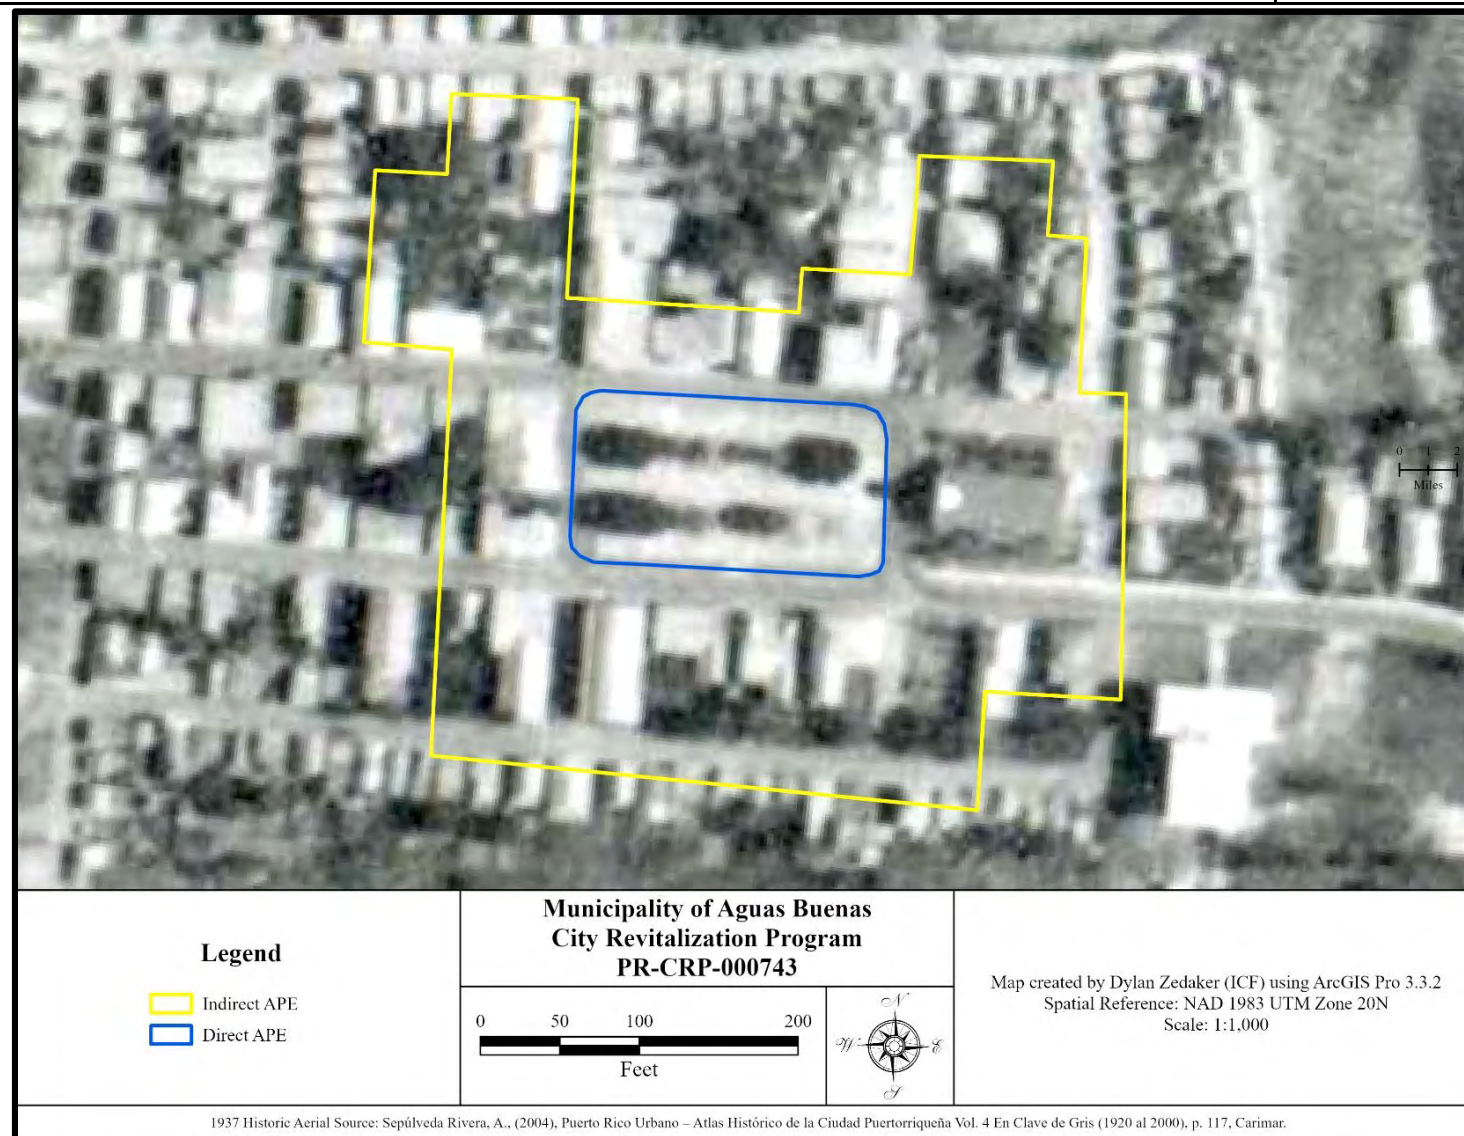 0 1 2
Miles
Legend
Indirect APE
Direct APE
Municipality of Aguas Buenas
City Revitalization Program
PR-CRP-000743
0 50 100 200
Feet
N
W E
S
Map created by Dylan Zedaker (ICF) using ArcGIS Pro 3.3.2
Spatial Reference: NAD 1983 UTM Zone 20N
Scale: 1:1,000
1937 Historic Aerial Source: Sepúlveda Rivera, A., (2004), Puerto Rico Urbano – Atlas Histórico de la Ciudad Puertorriqueña Vol. 4 En Clave de Gris (1920 al 2000), p. 117, Carimar.